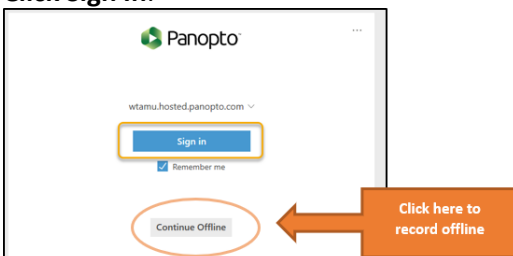 Click Sign In.
Panopto
...
wtamu.hosted.panopto.com
Sign in
Remember me
Continue Offline
Click here to
record offline